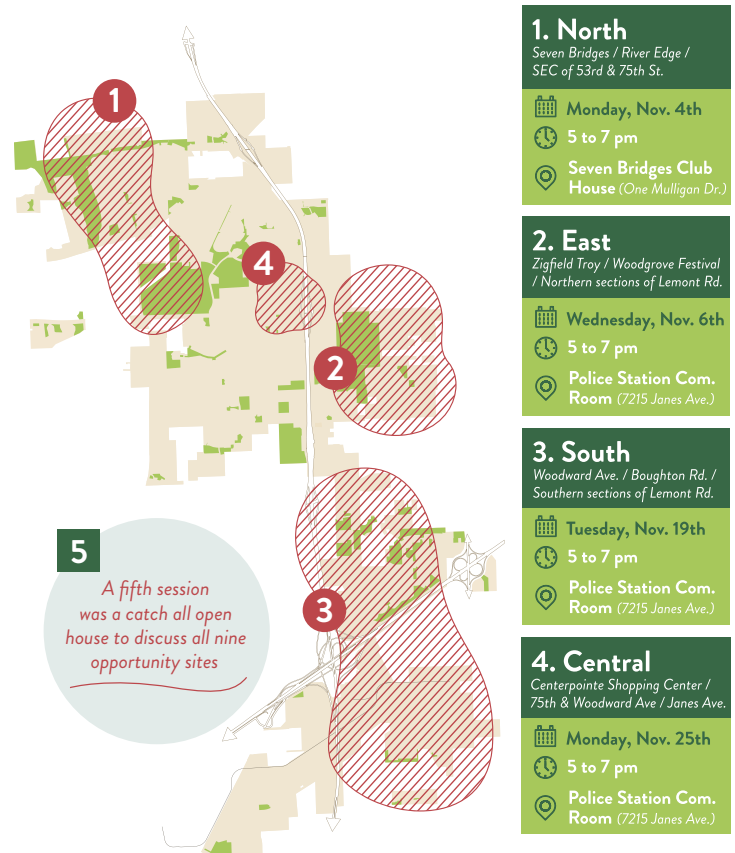 1
4
2
3
5
A fifth session
was a catch all open
house to discuss all nine
opportunity sites
1. North
Seven Bridges / River Edge /
SEC of 53rd & 75th St.
Monday, Nov. 4th
5 to 7 pm
Seven Bridges Club
House (One Mulligan Dr.)
2. East
Zigfield Troy / Woodgrove Festival
/ Northern sections of Lemont Rd.
Wednesday, Nov. 6th
5 to 7 pm
Police Station Com.
Room (7215 Janes Ave.)
3. South
Woodward Ave. / Boughton Rd. /
Southern sections of Lemont Rd.
Tuesday, Nov. 19th
5 to 7 pm
Police Station Com.
Room (7215 Janes Ave.)
4. Central
Centerpointe Shopping Center /
75th & Woodward Ave / Janes Ave.
Monday, Nov. 25th
5 to 7 pm
Police Station Com.
Room (7215 Janes Ave.)